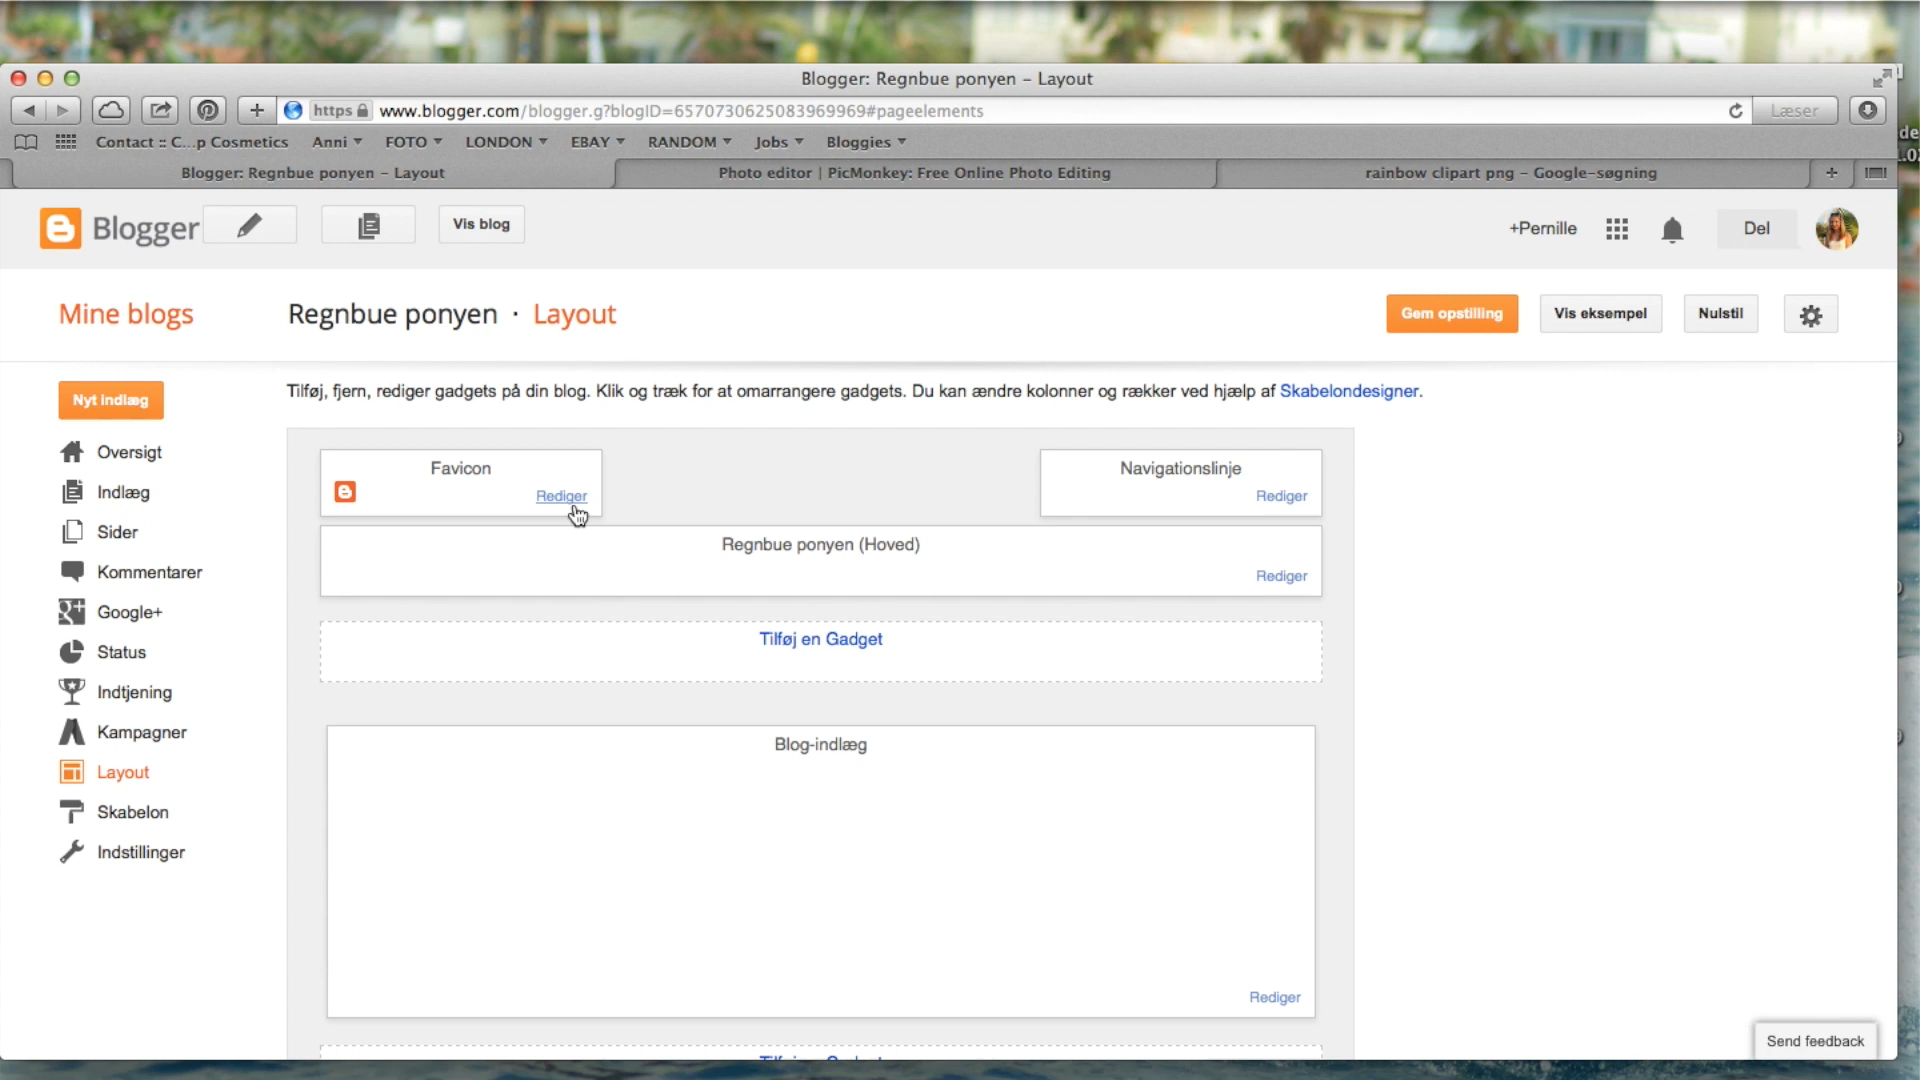 Blogger: Regnbue ponyen – Layout
https www.blogger.com/blogger.g?blogID=6570730625083969969#pageelements
Læser
Contact :: C...p Cosmetics Anni FOTO LONDON EBAY RANDOM Jobs Bloggies
Blogger: Regnbue ponyen – Layout
Photo editor | PicMonkey: Free Online Photo Editing
rainbow clipart png – Google-søgning
Blogger
Vis blog
+Pernille
Del
Mine blogs
Regnbue ponyen · Layout
Gem opstilling
Vis eksempel
Nulstil
Nyt indlæg
Tilføj, fjern, rediger gadgets på din blog. Klik og træk for at omarrangere gadgets. Du kan ændre kolonner og rækker ved hjælp af Skabelondesigner.
Oversigt
Indlæg
Sider
Kommentarer
Google+
Status
Indtjening
Kampagner
Layout
Skabelon
Indstillinger
Favicon
Rediger
Navigationslinje
Rediger
Regnbue ponyen (Hoved)
Rediger
Tilføj en Gadget
Blog-indlæg
Rediger
Send feedback